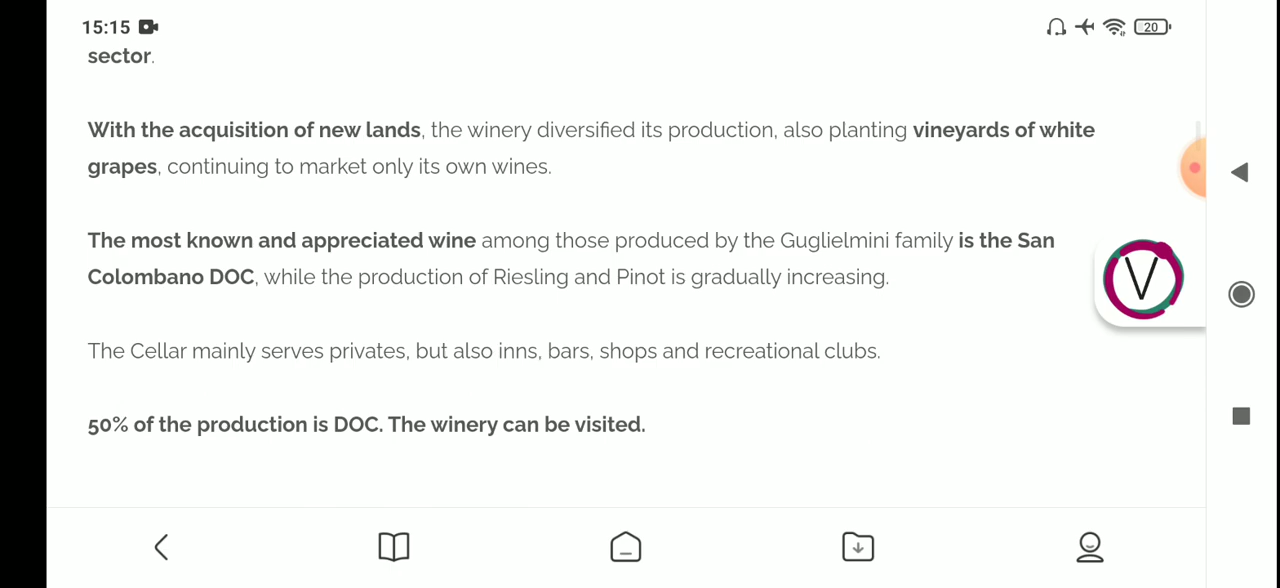 15:15
20
sector.
With the acquisition of new lands, the winery diversified its production, also planting vineyards of white
grapes, continuing to market only its own wines.
The most known and appreciated wine among those produced by the Guglielmini family is the San
Colombano DOC, while the production of Riesling and Pinot is gradually increasing.
V
The Cellar mainly serves privates, but also inns, bars, shops and recreational clubs.
50% of the production is DOC. The winery can be visited.